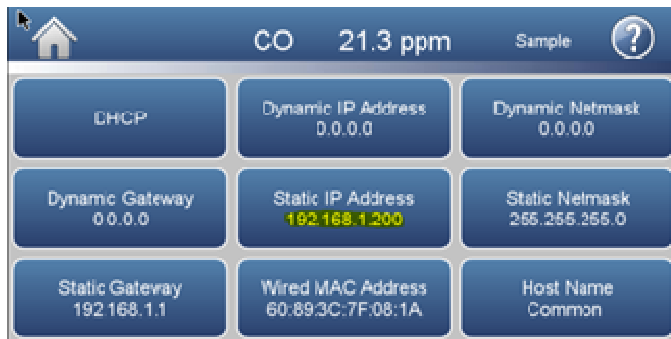 CO 21.3 ppm Sample ?
DHCP
Dynamic IP Address
0.0.0.0
Dynamic Netmask
0.0.0.0
Dynamic Gateway
0.0.0.0
Static IP Address
192.168.1.200
Static Netmask
255.255.255.0
Static Gateway
192.168.1.1
Wired MAC Address
60:89:3C:7F:08:1A
Host Name
Common